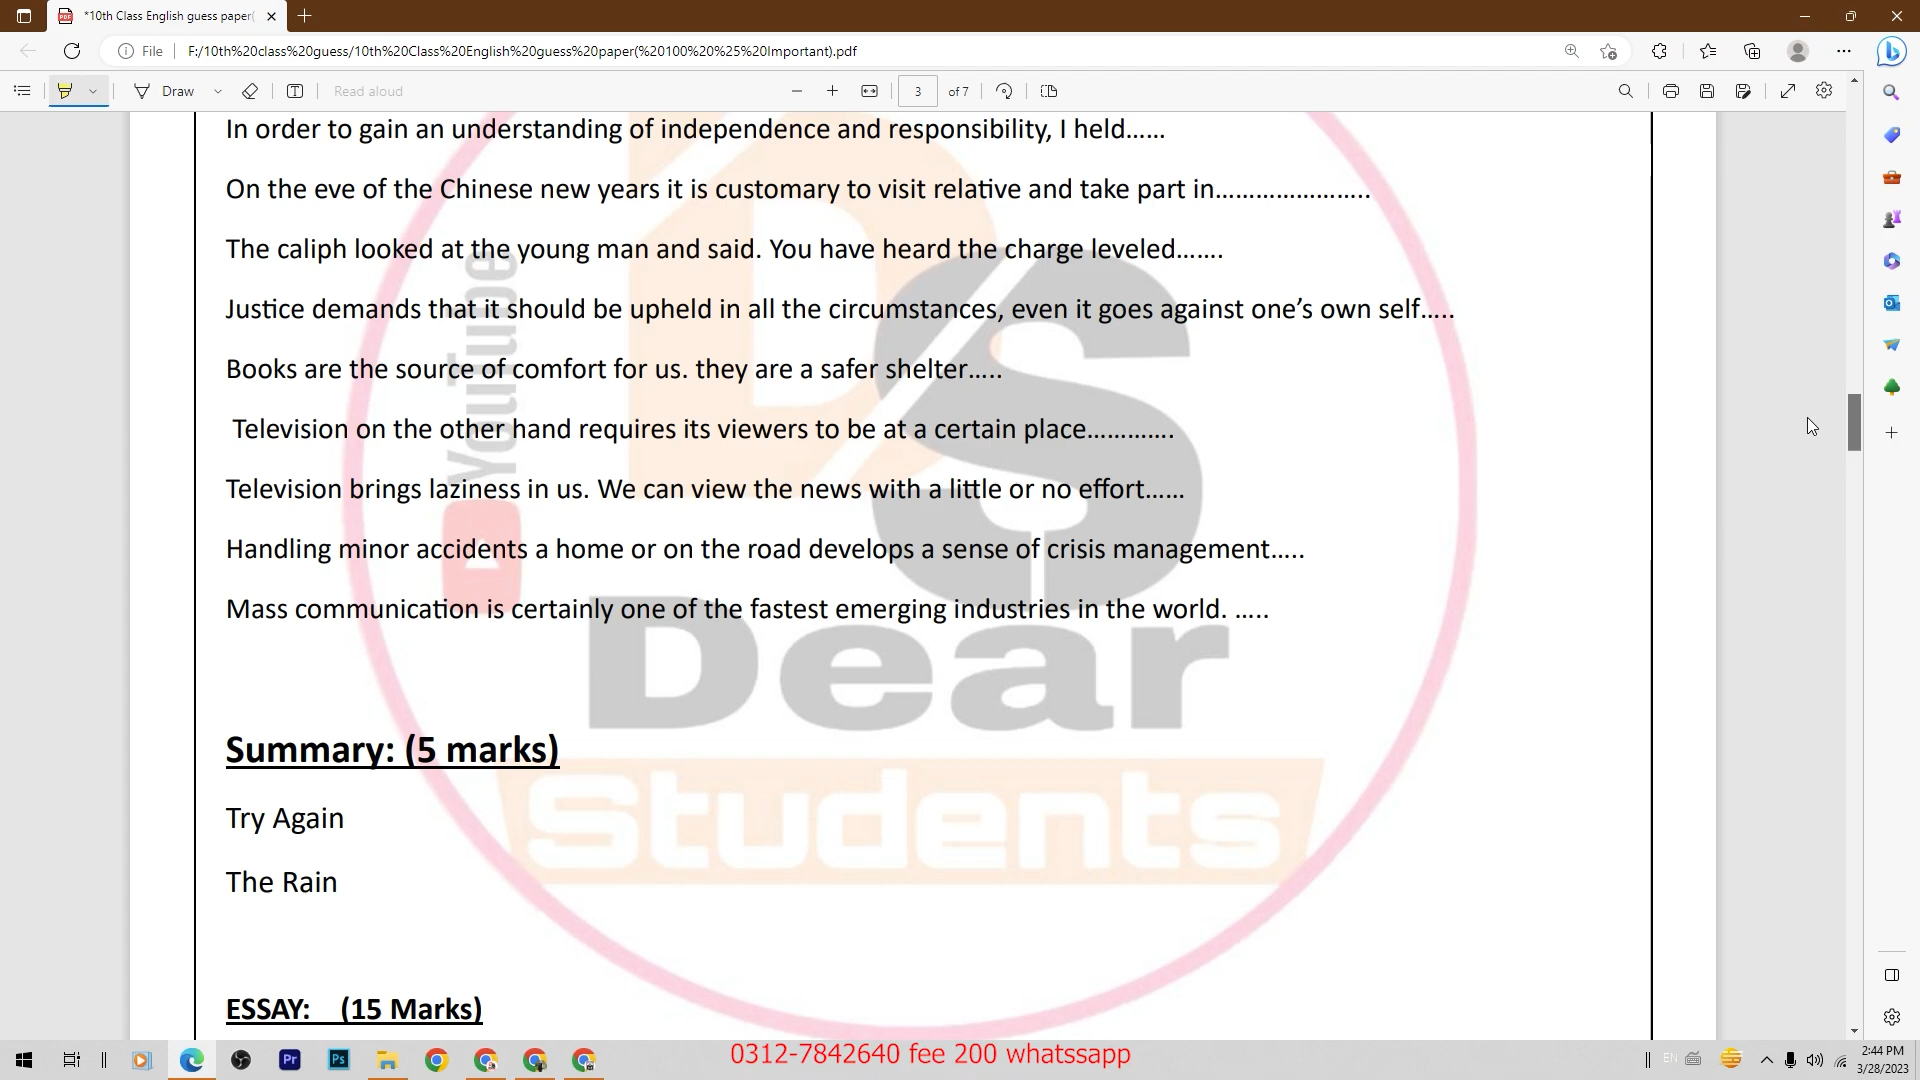 *10th Class English guess paper(
File F:/10th%20class%20guess/10th%20Class%20English%20guess%20paper(%20100%20%25%20Important).pdf
Draw Read aloud 3 of 7
In order to gain an understanding of independence and responsibility, I held……
On the eve of the Chinese new years it is customary to visit relative and take part in…………………..
The caliph looked at the young man and said. You have heard the charge leveled…….
Justice demands that it should be upheld in all the circumstances, even it goes against one’s own self…..
Books are the source of comfort for us. they are a safer shelter…..
Television on the other hand requires its viewers to be at a certain place………….
Television brings laziness in us. We can view the news with a little or no effort……
Handling minor accidents a home or on the road develops a sense of crisis management…..
Mass communication is certainly one of the fastest emerging industries in the world. …..
YouTube
DS
Dear
Students
Summary: (5 marks)
Try Again
The Rain
ESSAY: (15 Marks)
Pr Ps
0312-7842640 fee 200 whatssapp
EN
2:44 PM
3/28/2023